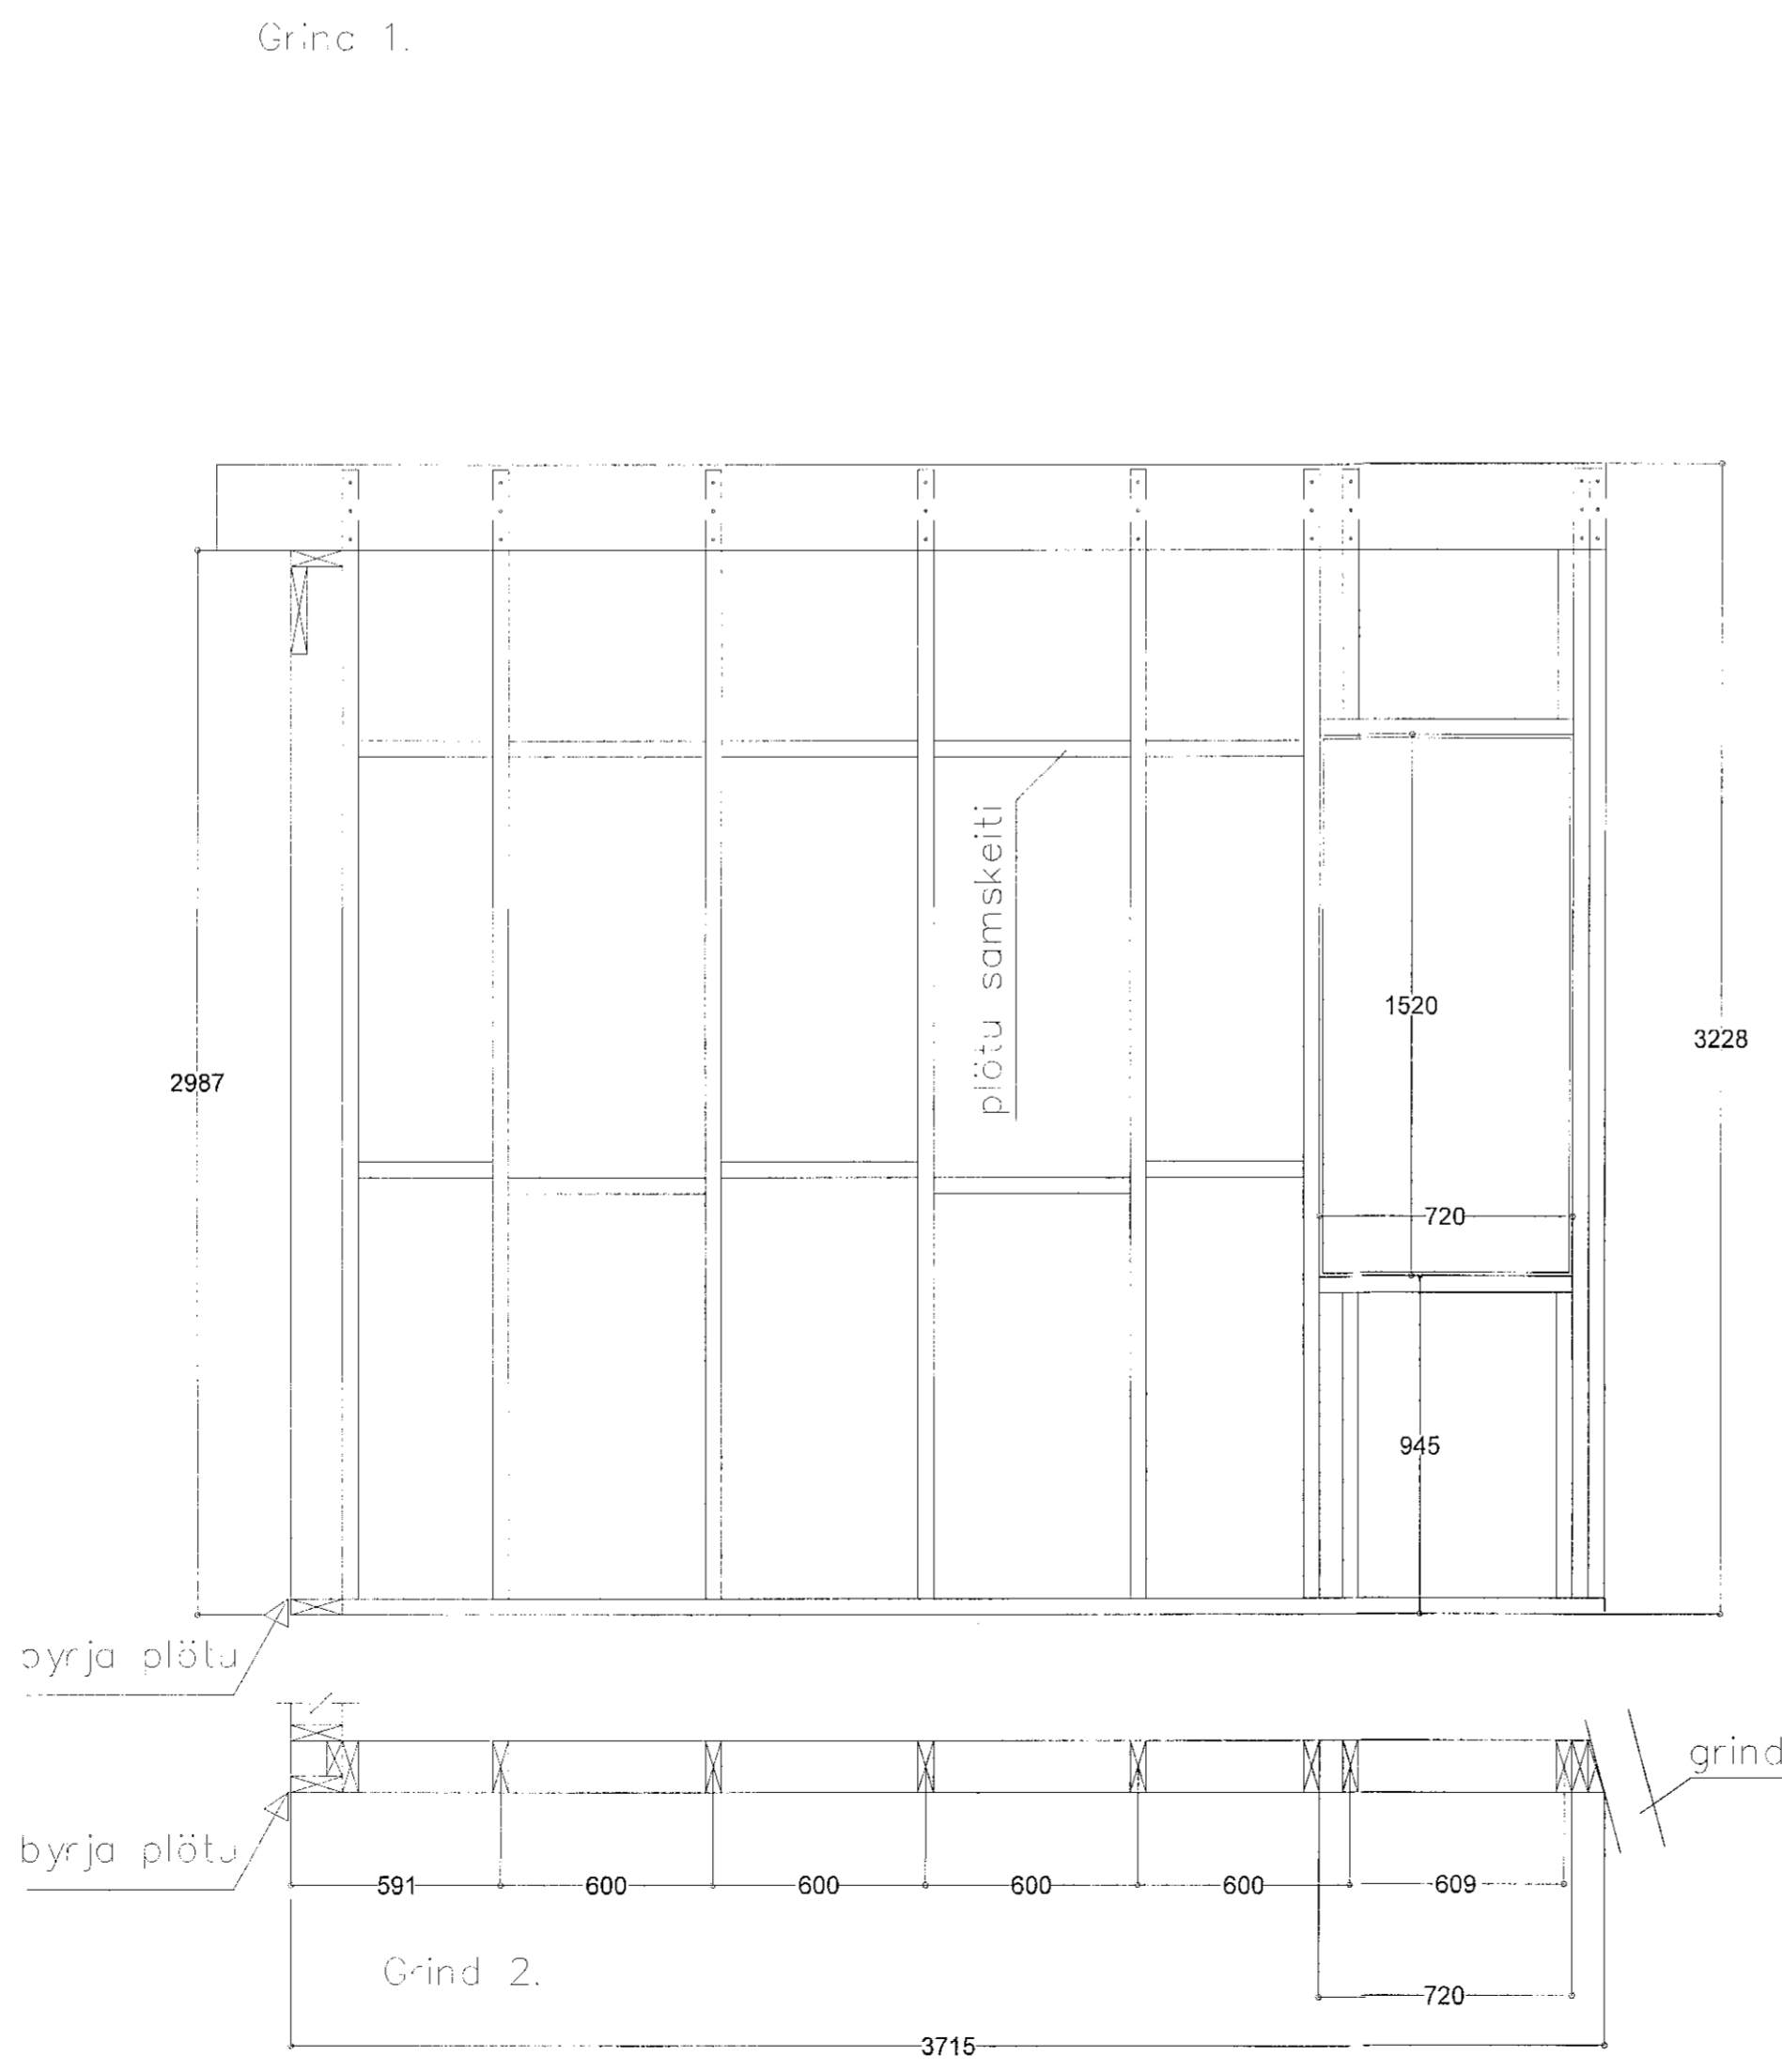 Grind 1.
plötu samskeiti
1520
3228
2987
720
945
byrja plötu
grind
byrja plötu
591
600
600
600
600
609
Grind 2.
720
3715